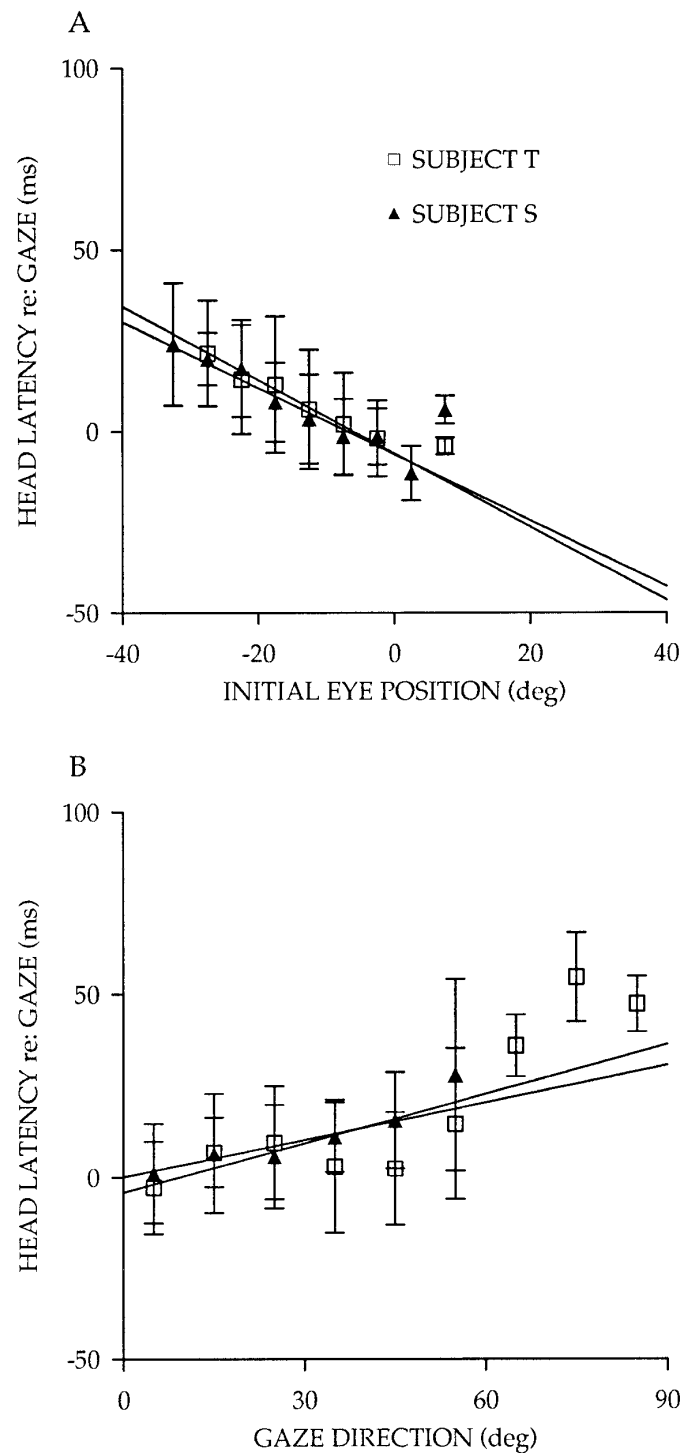 A
100
50
0
-50
HEAD LATENCY re: GAZE (ms)
SUBJECT T
SUBJECT S
-40 -20 0 20 40
INITIAL EYE POSITION (deg)
B
100
50
0
-50
HEAD LATENCY re: GAZE (ms)
0 30 60 90
GAZE DIRECTION (deg)